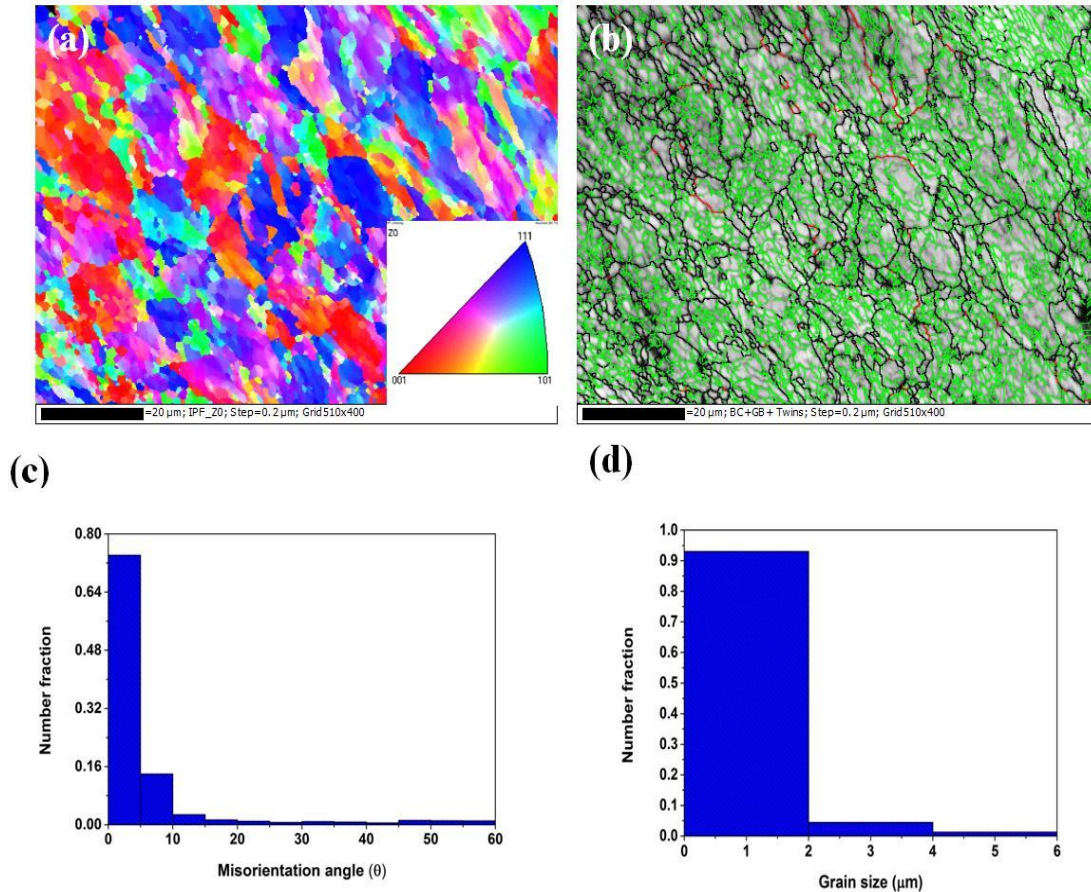 (a)
Z0
111
001
101
=20 µm; IPF_Z0; Step=0.2 µm; Grid510x400
(b)
=20 µm; BC+GB+Twins; Step=0.2 µm; Grid510x400
(c)
0.80
0.64
0.48
0.32
0.16
0.00
Number fraction
0 10 20 30 40 50 60
Misorientation angle (θ)
(d)
1.0
0.9
0.8
0.7
0.6
0.5
0.4
0.3
0.2
0.1
0.0
Number fraction
0 1 2 3 4 5 6
Grain size (µm)